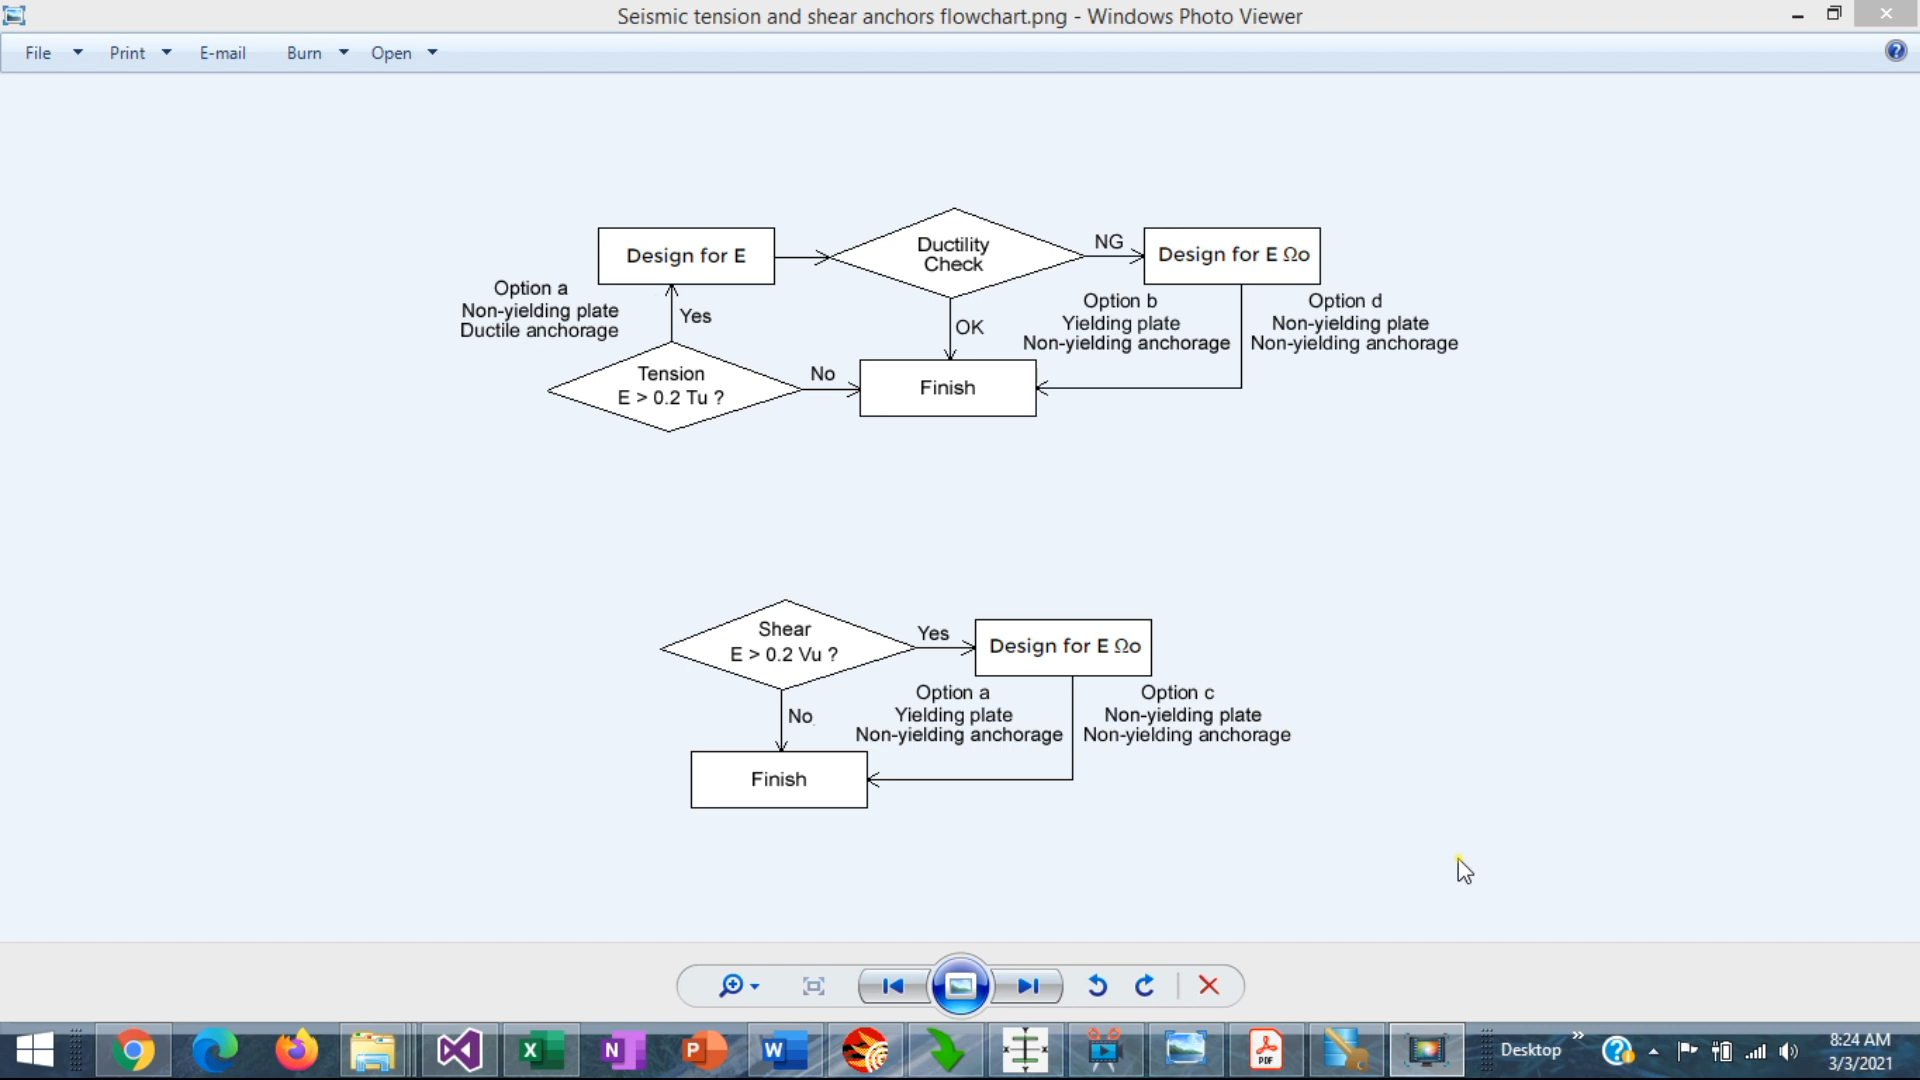 Seismic tension and shear anchors flowchart.png - Windows Photo Viewer
File Print E-mail Burn Open
Design for E
Ductility
Check
NG
Design for E Ωo
Option a
Non-yielding plate
Ductile anchorage
Yes
OK
Option b
Yielding plate
Non-yielding anchorage
Option d
Non-yielding plate
Non-yielding anchorage
Tension
E > 0.2 Tu ?
No
Finish
Shear
E > 0.2 Vu ?
Yes
Design for E Ωo
No
Option a
Yielding plate
Non-yielding anchorage
Option c
Non-yielding plate
Non-yielding anchorage
Finish
Desktop
8:24 AM
3/3/2021